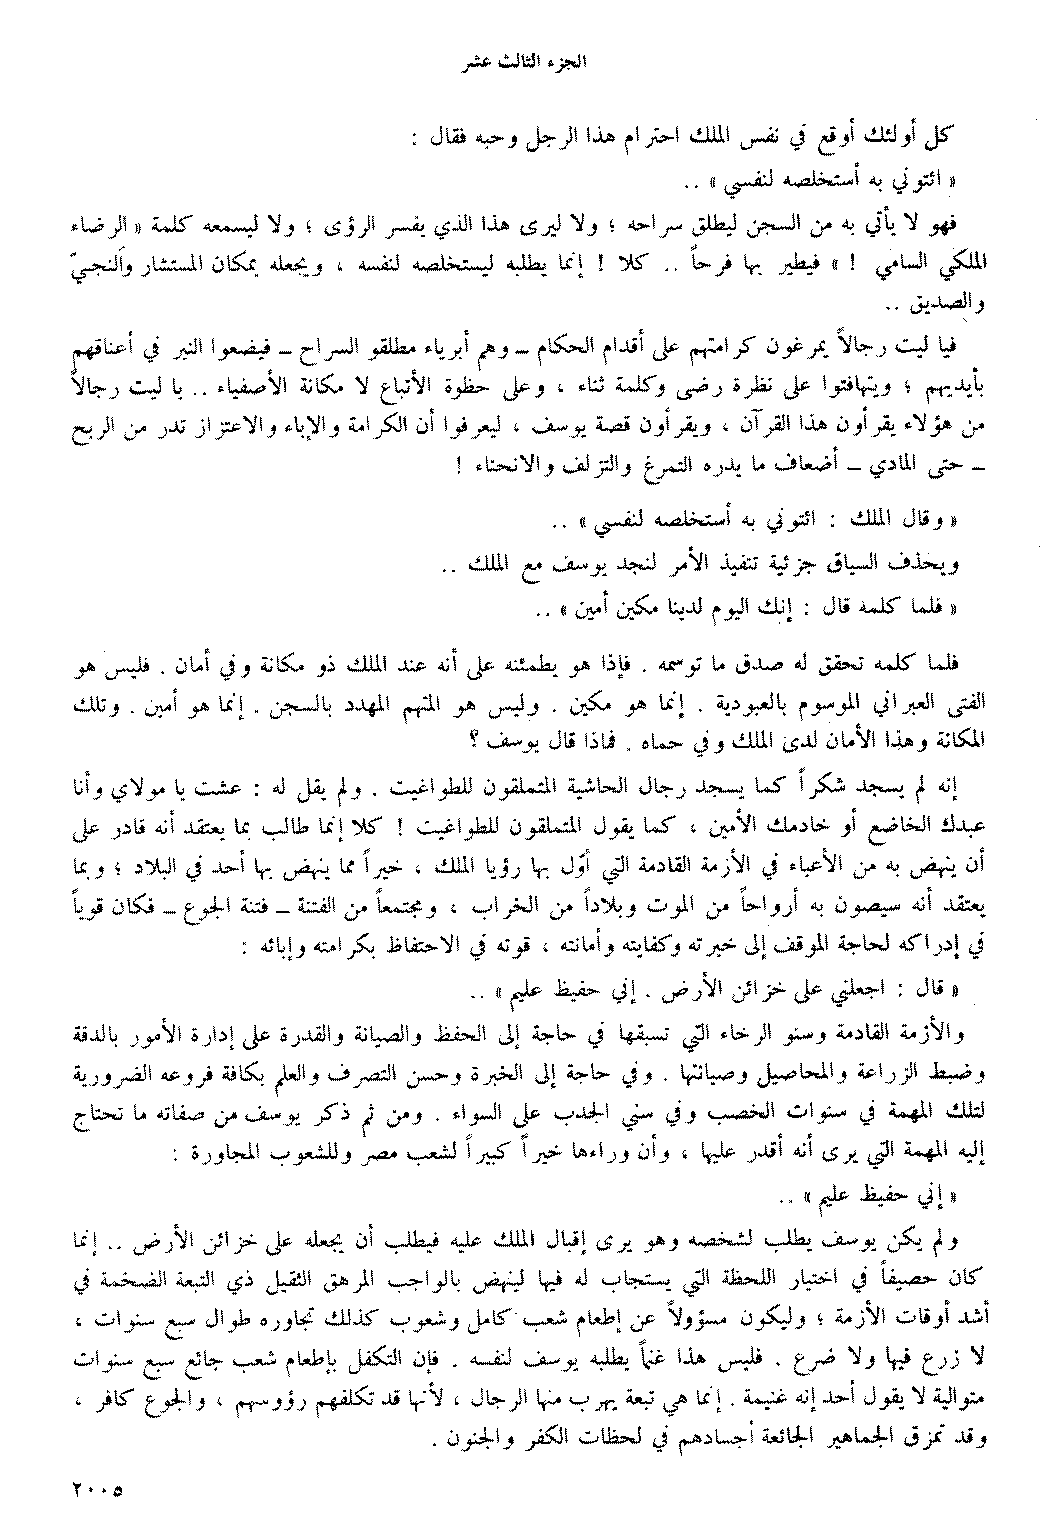 الجزء الثالث عشر
كل أولئك أوقع في نفس الملك احترام هذا الرجل وحبه فقال :
« ائتوني به أستخلصه لنفسي » ..
فهو لا يأتي به من السجن ليطلق سراحه ؛ ولا ليرى هذا الذي يفسر الرؤى ؛ ولا ليسمعه كلمة « الرضاء
الملكي السامي ! » فيطير بها فرحاً .. كلا ! إنما يطلبه ليستخلصه لنفسه ، ويجعله بمكان المستشار والنجيّ
والصديق ..
فيا ليت رجالاً يمرغون كرامتهم على أقدام الحكام – وهم أبرياء مطلقو السراح – فيضعوا النير في أعناقهم
بأيديهم ؛ ويتهافتوا على نظرة رضى وكلمة ثناء ، وعلى حظوة الأتباع لا مكانة الأصفياء .. يا ليت رجالاً
من هؤلاء يقرأون هذا القرآن ، ويقرأون قصة يوسف ، ليعرفوا أن الكرامة والإباء والاعتزاز تدر من الربح
– حتى المادي – أضعاف ما يدره التمرغ والتزلف والانحناء !
« وقال الملك : ائتوني به أستخلصه لنفسي » ..
ويحذف السياق جزئية تنفيذ الأمر لنجد يوسف مع الملك ..
« فلما كلمه قال : إنك اليوم لدينا مكين أمين » ..
فلما كلمه تحقق له صدق ما توسمه . فإذا هو يطمئنه على أنه عند الملك ذو مكانة وفي أمان . فليس هو
الفتى العبراني الموسوم بالعبودية . إنما هو مكين . وليس هو المتهم المهدد بالسجن . إنما هو أمين . وتلك
المكانة وهذا الأمان لدى الملك وفي حماه . فماذا قال يوسف ؟
إنه لم يسجد شكراً كما يسجد رجال الحاشية المتملقون للطواغيت . ولم يقل له : عشت يا مولاي وأنا
عبدك الخاضع أو خادمك الأمين ، كما يقول المتملقون للطواغيت ! كلا إنما طالب بما يعتقد أنه قادر على
أن ينهض به من الأعباء في الأزمة القادمة التي أوّل بها رؤيا الملك ، خيراً مما ينهض بها أحد في البلاد ؛ وبما
يعتقد أنه سيصون به أرواحاً من الموت وبلاداً من الخراب ، ومجتمعاً من الفتنة – فتنة الجوع – فكان قوياً
في إدراكه لحاجة الموقف إلى خبرته وكفايته وأمانته ، قوته في الاحتفاظ بكرامته وإبائه :
« قال : اجعلني على خزائن الأرض . إني حفيظ عليم » ..
والأزمة القادمة وسنو الرخاء التي تسبقها في حاجة إلى الحفظ والصيانة والقدرة على إدارة الأمور بالدقة
وضبط الزراعة والمحاصيل وصيانتها . وفي حاجة إلى الخبرة وحسن التصرف والعلم بكافة فروعه الضرورية
لتلك المهمة في سنوات الخصب وفي سني الجدب على السواء . ومن ثم ذكر يوسف من صفاته ما تحتاج
إليه المهمة التي يرى أنه أقدر عليها ، وأن وراءها خيراً كبيراً لشعب مصر وللشعوب المجاورة :
« إني حفيظ عليم » ..
ولم يكن يوسف يطلب لشخصه وهو يرى إقبال الملك عليه فيطلب أن يجعله على خزائن الأرض .. إنما
كان حصيفاً في اختيار اللحظة التي يستجاب له فيها لينهض بالواجب المرهق الثقيل ذي التبعة الضخمة في
أشد أوقات الأزمة ؛ وليكون مسؤولاً عن إطعام شعب كامل وشعوب كذلك تجاوره طوال سبع سنوات ،
لا زرع فيها ولا ضرع . فليس هذا غنماً يطلبه يوسف لنفسه . فإن التكفل بإطعام شعب جائع سبع سنوات
متوالية لا يقول أحد إنه غنيمة . إنما هي تبعة يهرب منها الرجال ، لأنها قد تكلفهم رؤوسهم ، والجوع كافر ،
وقد تمزق الجماهير الجائعة أجسادهم في لحظات الكفر والجنون .
٢٠٠٥